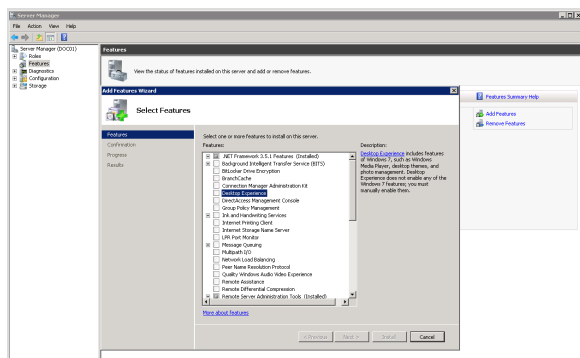 Server Manager
File Action View Help
Server Manager (DOC01)
Roles
Features
Diagnostics
Configuration
Storage
Features
View the status of features installed on this server and add or remove features.
Features Summary Help
Add Features
Remove Features
Add Features Wizard
Select Features
Features
Confirmation
Progress
Results
Select one or more features to install on this server.
Features:
.NET Framework 3.5.1 Features (Installed)
Background Intelligent Transfer Service (BITS)
BitLocker Drive Encryption
BranchCache
Connection Manager Administration Kit
Desktop Experience
DirectAccess Management Console
Group Policy Management
Ink and Handwriting Services
Internet Printing Client
Internet Storage Name Server
LPR Port Monitor
Message Queuing
Multipath I/O
Network Load Balancing
Peer Name Resolution Protocol
Quality Windows Audio Video Experience
Remote Assistance
Remote Differential Compression
Remote Server Administration Tools (Installed)
More about features
Description:
Desktop Experience includes features
of Windows 7, such as Windows
Media Player, desktop themes, and
photo management. Desktop
Experience does not enable any of the
Windows 7 features; you must
manually enable them.
< Previous
Next >
Install
Cancel